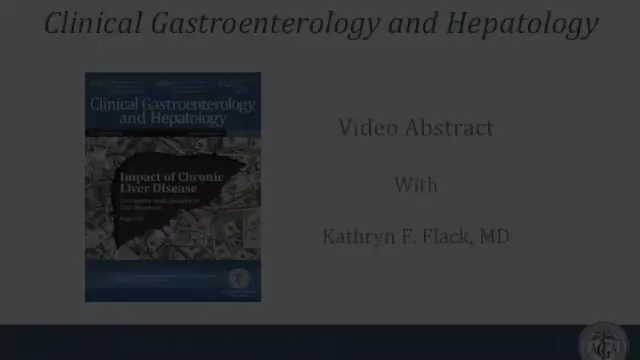 Clinical Gastroenterology and Hepatology
Clinical Gastroenterology
and Hepatology
Impact of Chronic
Liver Disease
Video Abstract
With
Kathryn F. Flack, MD